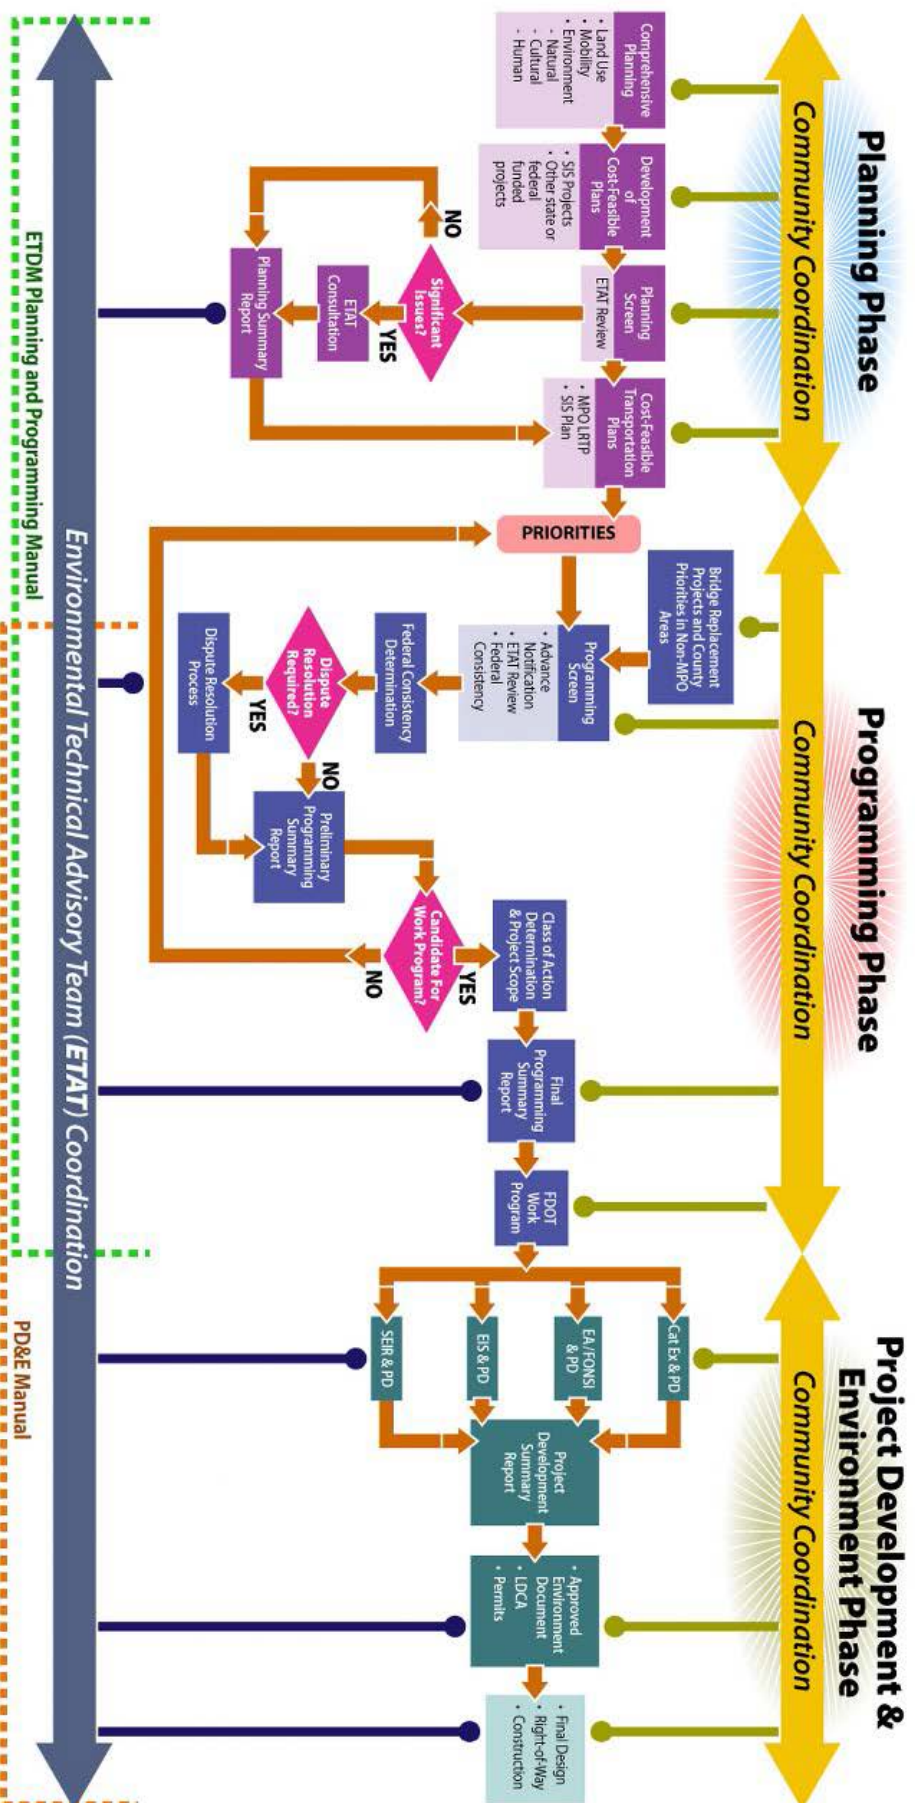 Planning Phase
Community Coordination
Comprehensive
Planning
• Land Use
• Mobility
• Environment
- Natural
- Cultural
- Human
Development
of
Cost-Feasible
Plans
• SIS Projects
• Other state or
federal
funded
projects
Planning
Screen
ETAT Review
Cost-Feasible
Transportation
Plans
• MPO LRTP
• SIS Plan
Significant
Issues?
NO
YES
ETAT
Consultation
Planning Summary
Report
Programming Phase
Community Coordination
PRIORITIES
Bridge Replacement
Projects and County
Priorities in Non-MPO
Areas
Programming
Screen
• Advance
Notification
• ETAT Review
• Federal
Consistency
Federal Consistency
Determination
Dispute
Resolution
Required?
NO
YES
Dispute Resolution
Process
Preliminary
Programming
Summary
Report
Candidate For
Work Program?
YES
NO
Class of Action
Determination
& Project Scope
Final
Programming
Summary
Report
FDOT
Work
Program
Project Development &
Environment Phase
Community Coordination
Cat Ex & PD
EA/FONSI
& PD
EIS & PD
SEIR & PD
Project
Development
Summary
Report
• Approved
Environment
Document
• LDCA
• Permits
• Final Design
• Right-of-Way
• Construction
Environmental Technical Advisory Team (ETAT) Coordination
ETDM Planning and Programming Manual
PD&E Manual